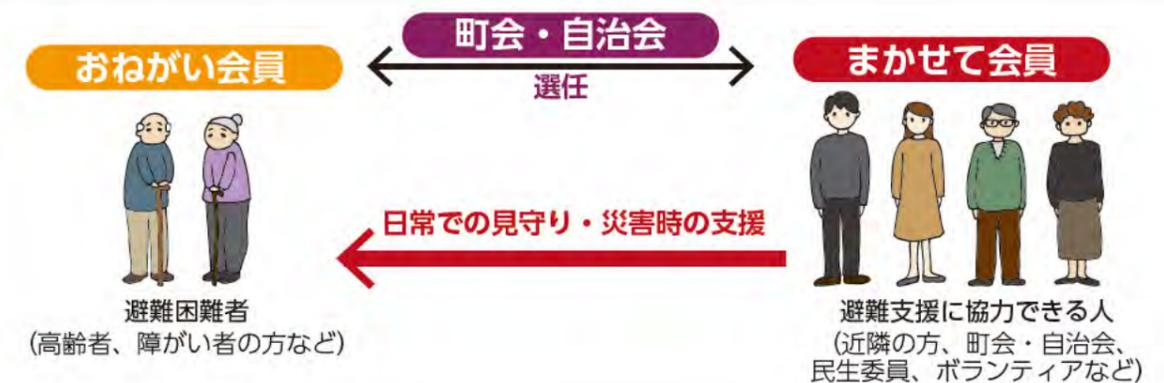 町会・自治会
おねがい会員
選任
まかせて会員
日常での見守り・災害時の支援
避難困難者
(高齢者、障がい者の方など)
避難支援に協力できる人
(近隣の方、町会・自治会、
民生委員、ボランティアなど)